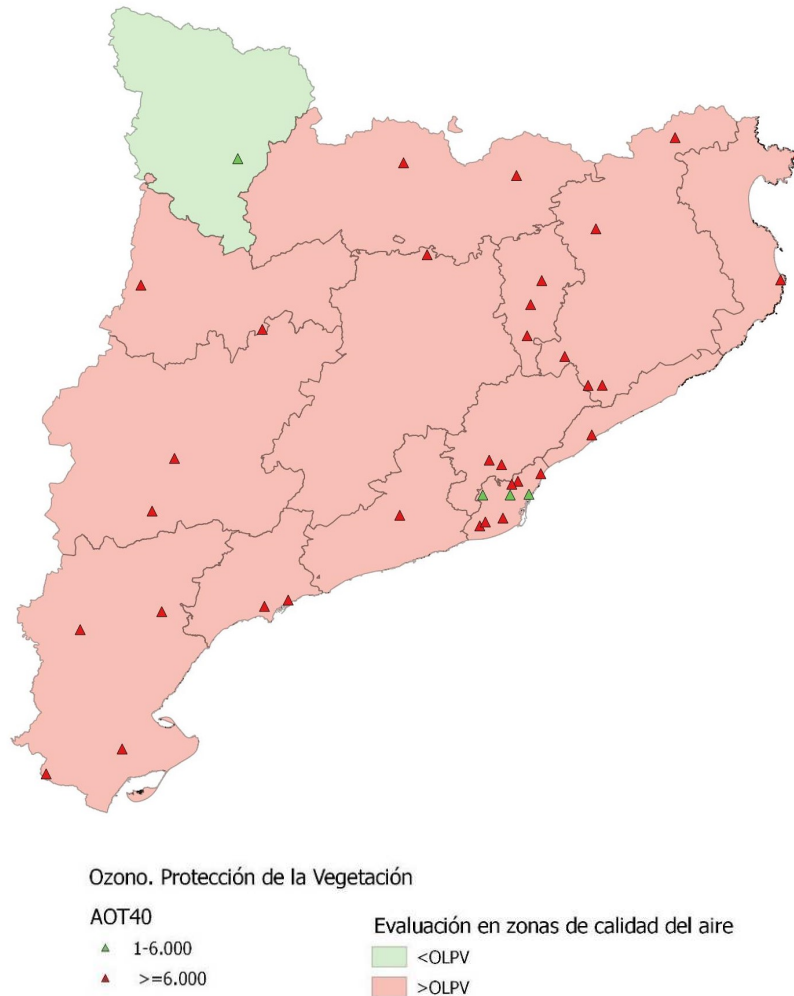 Ozono. Protección de la Vegetación
AOT40
1-6.000
>=6.000
Evaluación en zonas de calidad del aire
<OLPV
>OLPV